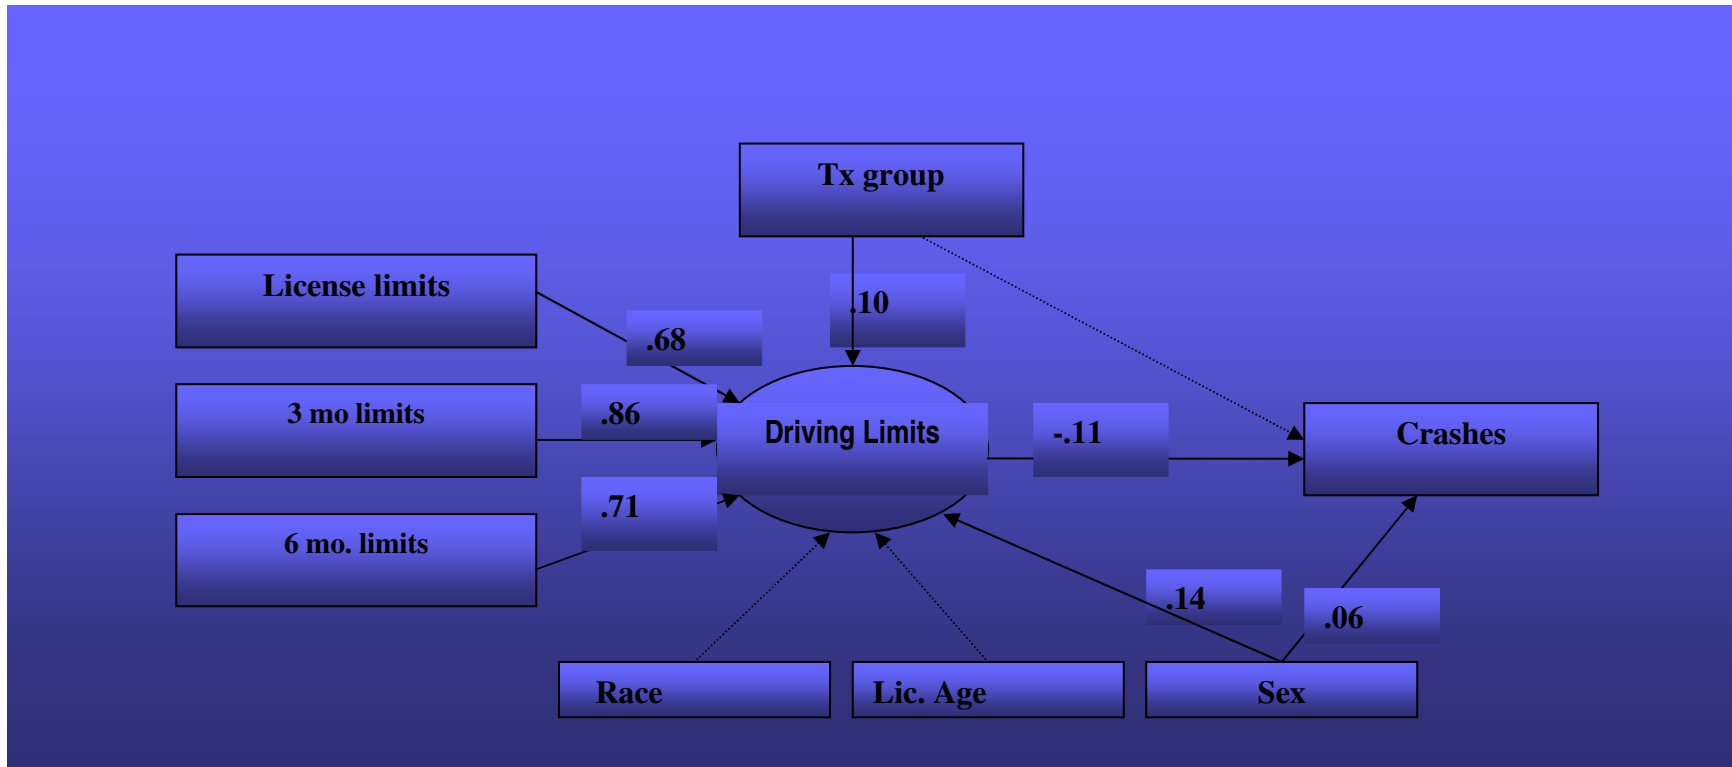 Tx group
License limits
.10
.68
3 mo limits
.86
Driving Limits
-.11
Crashes
.71
6 mo. limits
.14
.06
Race
Lic. Age
Sex